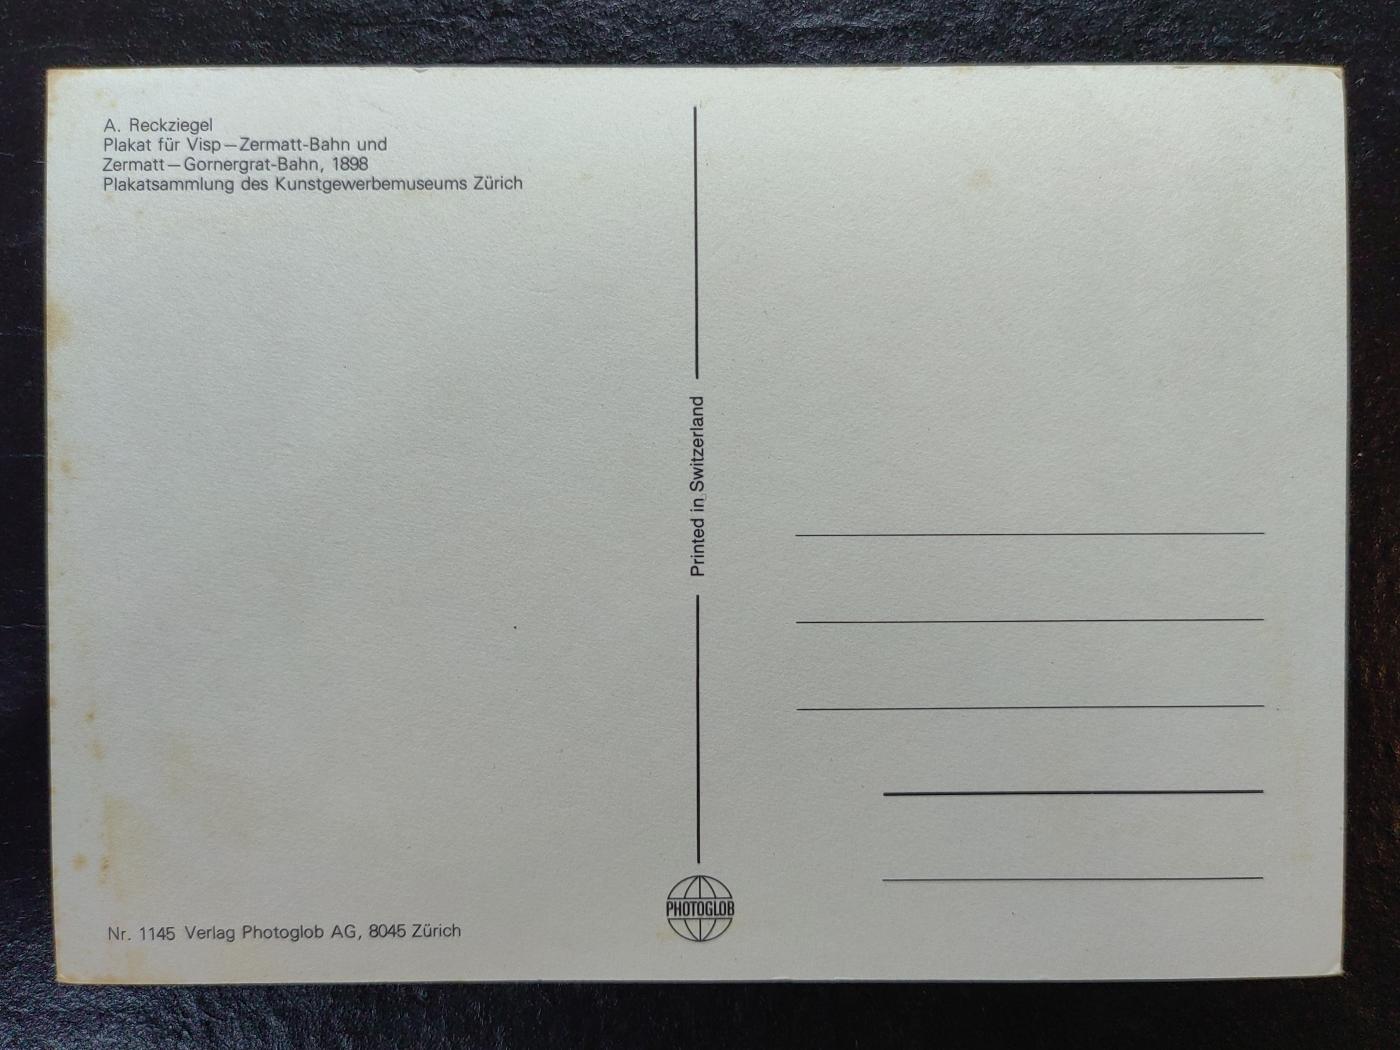 A. Reckziegel
Plakat für Visp—Zermatt-Bahn und
Zermatt—Gornergrat-Bahn, 1898
Plakatsammlung des Kunstgewerbemuseums Zürich
Printed in Switzerland
Nr. 1145 Verlag Photoglob AG, 8045 Zürich
PHOTOGLOB